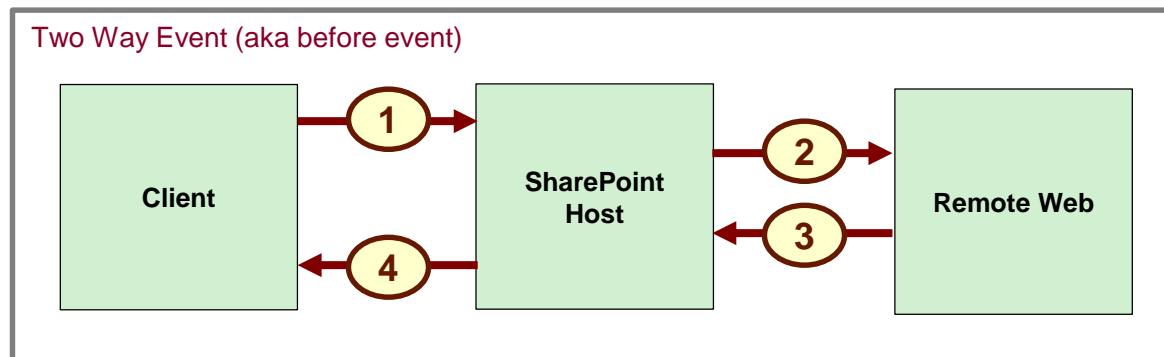 Two Way Event (aka before event)
Client
1
4
SharePoint
Host
2
3
Remote Web